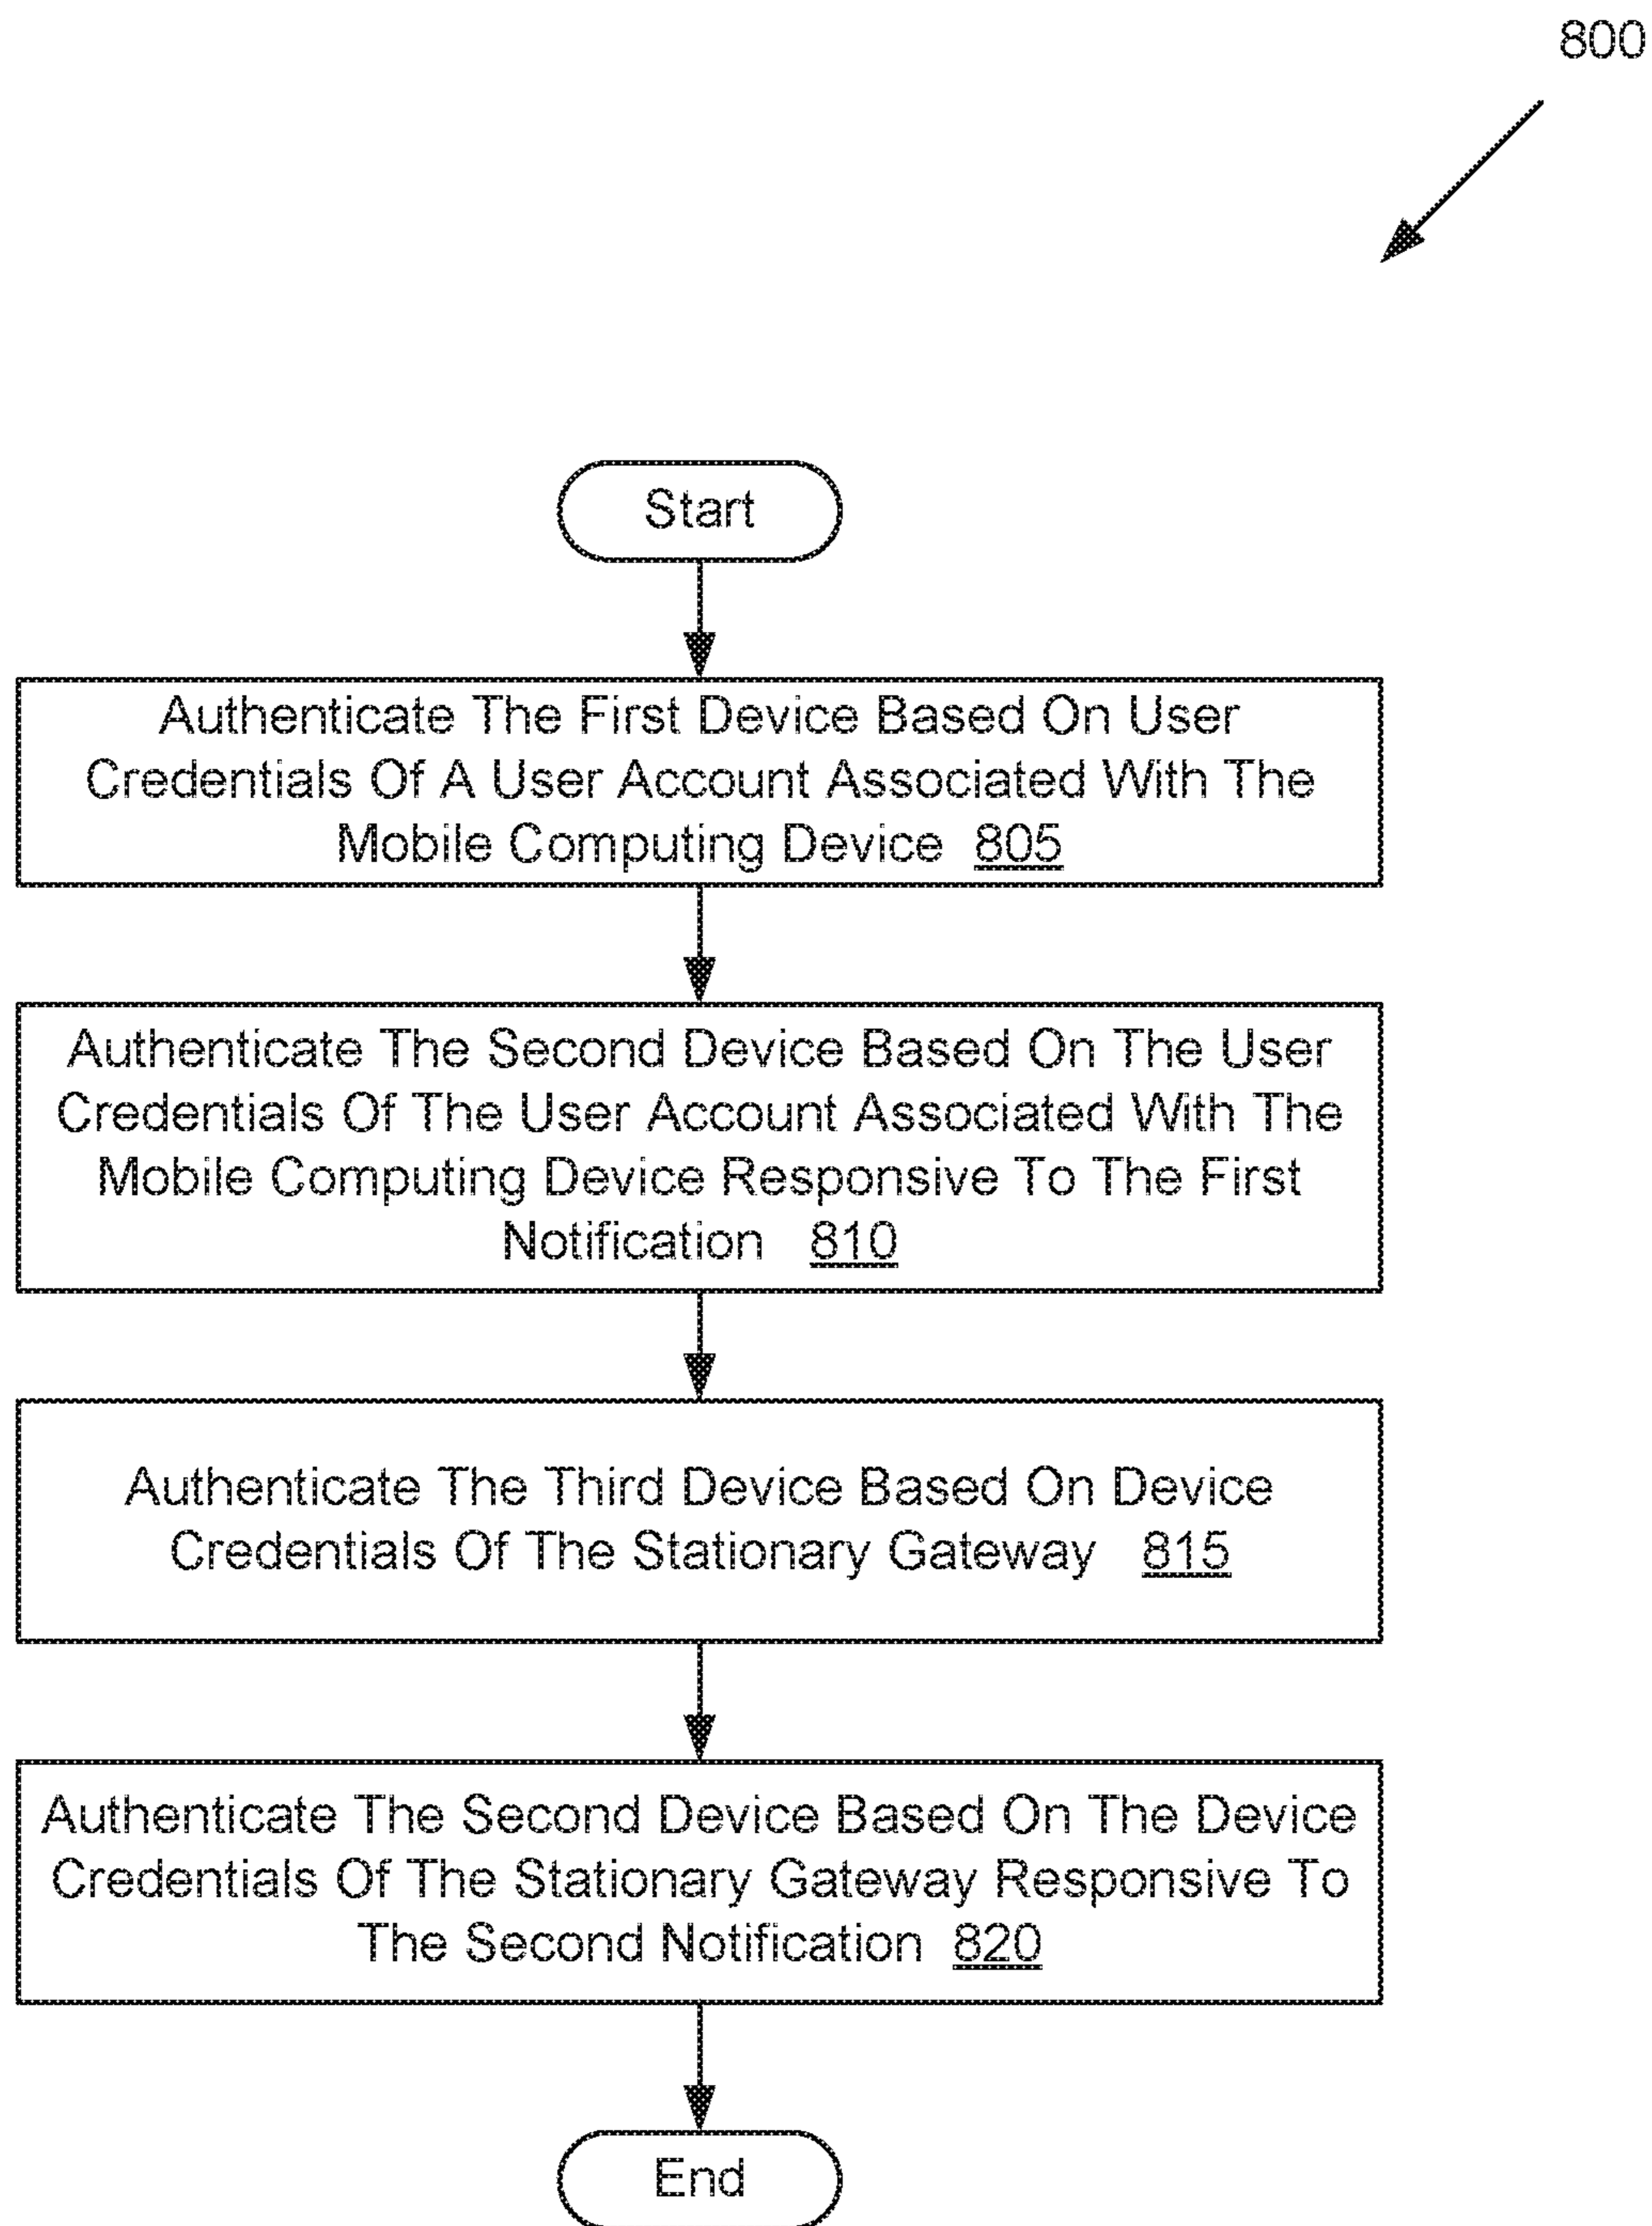 800
Start
Authenticate The First Device Based On User
Credentials Of A User Account Associated With The
Mobile Computing Device 805
Authenticate The Second Device Based On The User
Credentials Of The User Account Associated With The
Mobile Computing Device Responsive To The First
Notification 810
Authenticate The Third Device Based On Device
Credentials Of The Stationary Gateway 815
Authenticate The Second Device Based On The Device
Credentials Of The Stationary Gateway Responsive To
The Second Notification 820
End